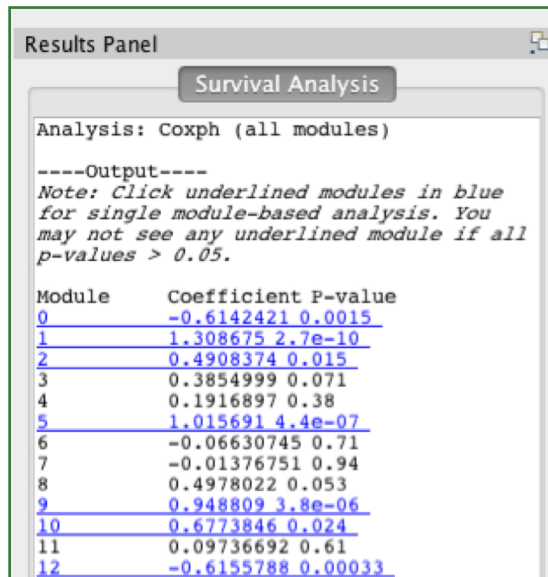 Results Panel
Survival Analysis
Analysis: Coxph (all modules)
----Output----
Note: Click underlined modules in blue
for single module-based analysis. You
may not see any underlined module if all
p-values > 0.05.
Module Coefficient P-value
0 -0.6142421 0.0015
1 1.308675 2.7e-10
2 0.4908374 0.015
3 0.3854999 0.071
4 0.1916897 0.38
5 1.015691 4.4e-07
6 -0.06630745 0.71
7 -0.01376751 0.94
8 0.4978022 0.053
9 0.948809 3.8e-06
10 0.6773846 0.024
11 0.09736692 0.61
12 -0.6155788 0.00033